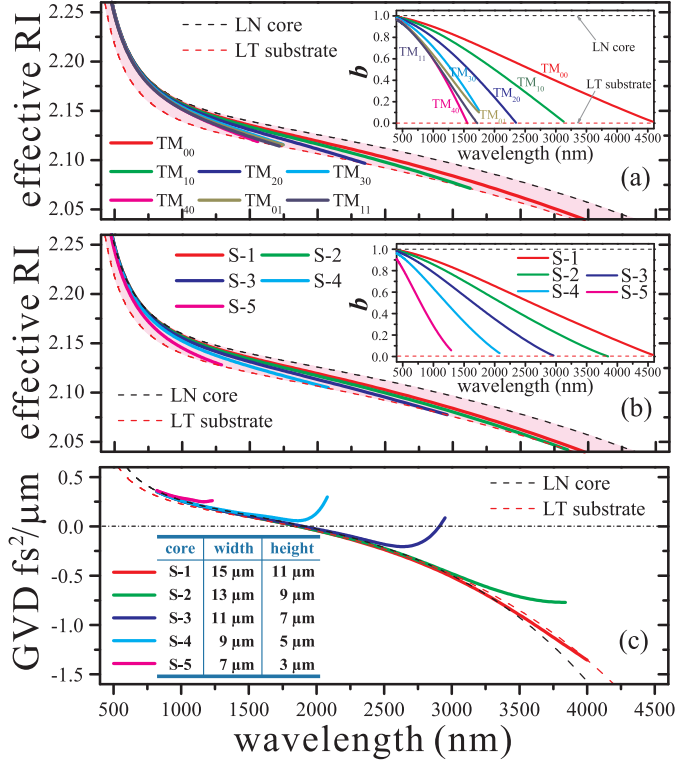 effective RI
2.25
2.20
2.15
2.10
2.05
LN core
LT substrate
TM00
TM10 TM20 TM30
TM40 TM01 TM11
b
1.0
0.8
0.6
0.4
0.2
0.0
500 1000 1500 2000 2500 3000 3500 4000 4500
wavelength (nm)
LN core
LT substrate
TM00
TM10
TM20
TM30
TM11
TM40
TM01
(a)
2.25
effective RI
2.20
2.15
2.10
2.05
S-1 S-2
S-3 S-4
S-5
LN core
LT substrate
b
1.0
0.8
0.6
0.4
0.2
0.0
500 1000 1500 2000 2500 3000 3500 4000 4500
wavelength (nm)
S-1
S-2 S-3
S-4 S-5
(b)
GVD fs²/µm
0.5
0.0
-0.5
-1.0
-1.5
LN core
LT substrate
core width height
S-1 15 µm 11 µm
S-2 13 µm 9 µm
S-3 11 µm 7 µm
S-4 9 µm 5 µm
S-5 7 µm 3 µm
(c)
500 1000 1500 2000 2500 3000 3500 4000 4500
wavelength (nm)